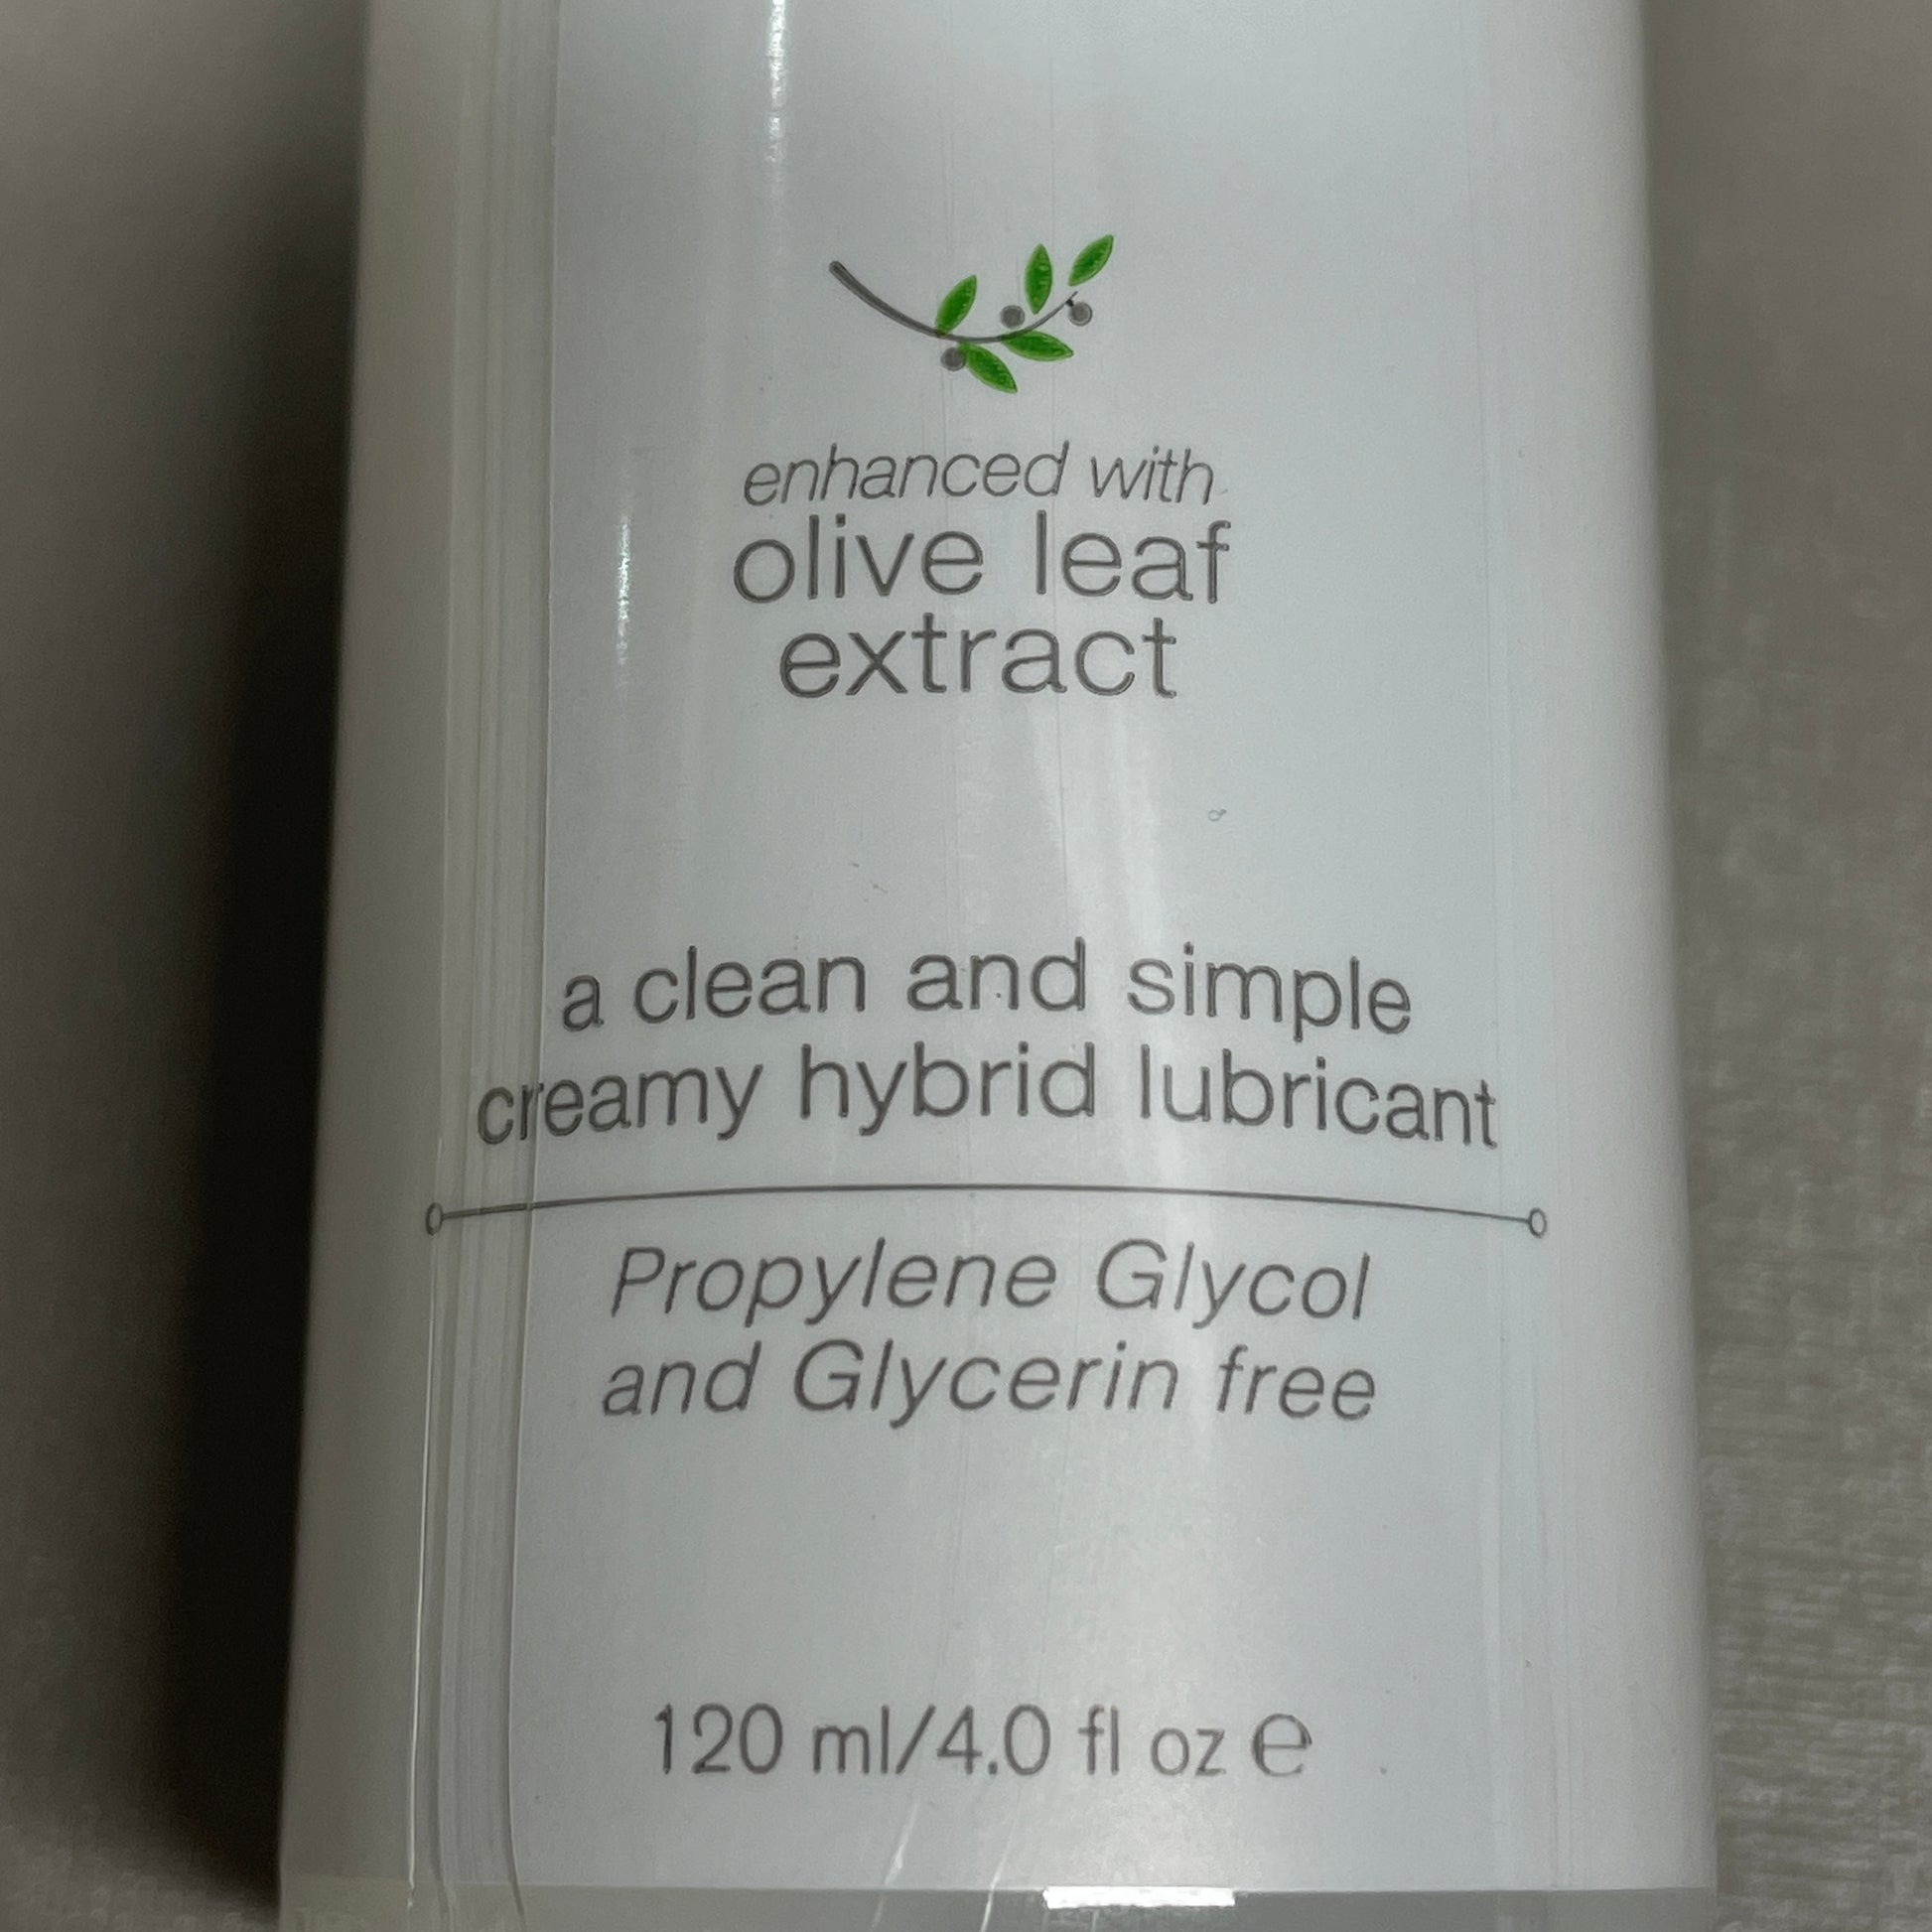 enhanced with
olive leaf
extract
a clean and simple
creamy hybrid lubricant
Propylene Glycol
and Glycerin free
120 ml/4.0 fl oz e